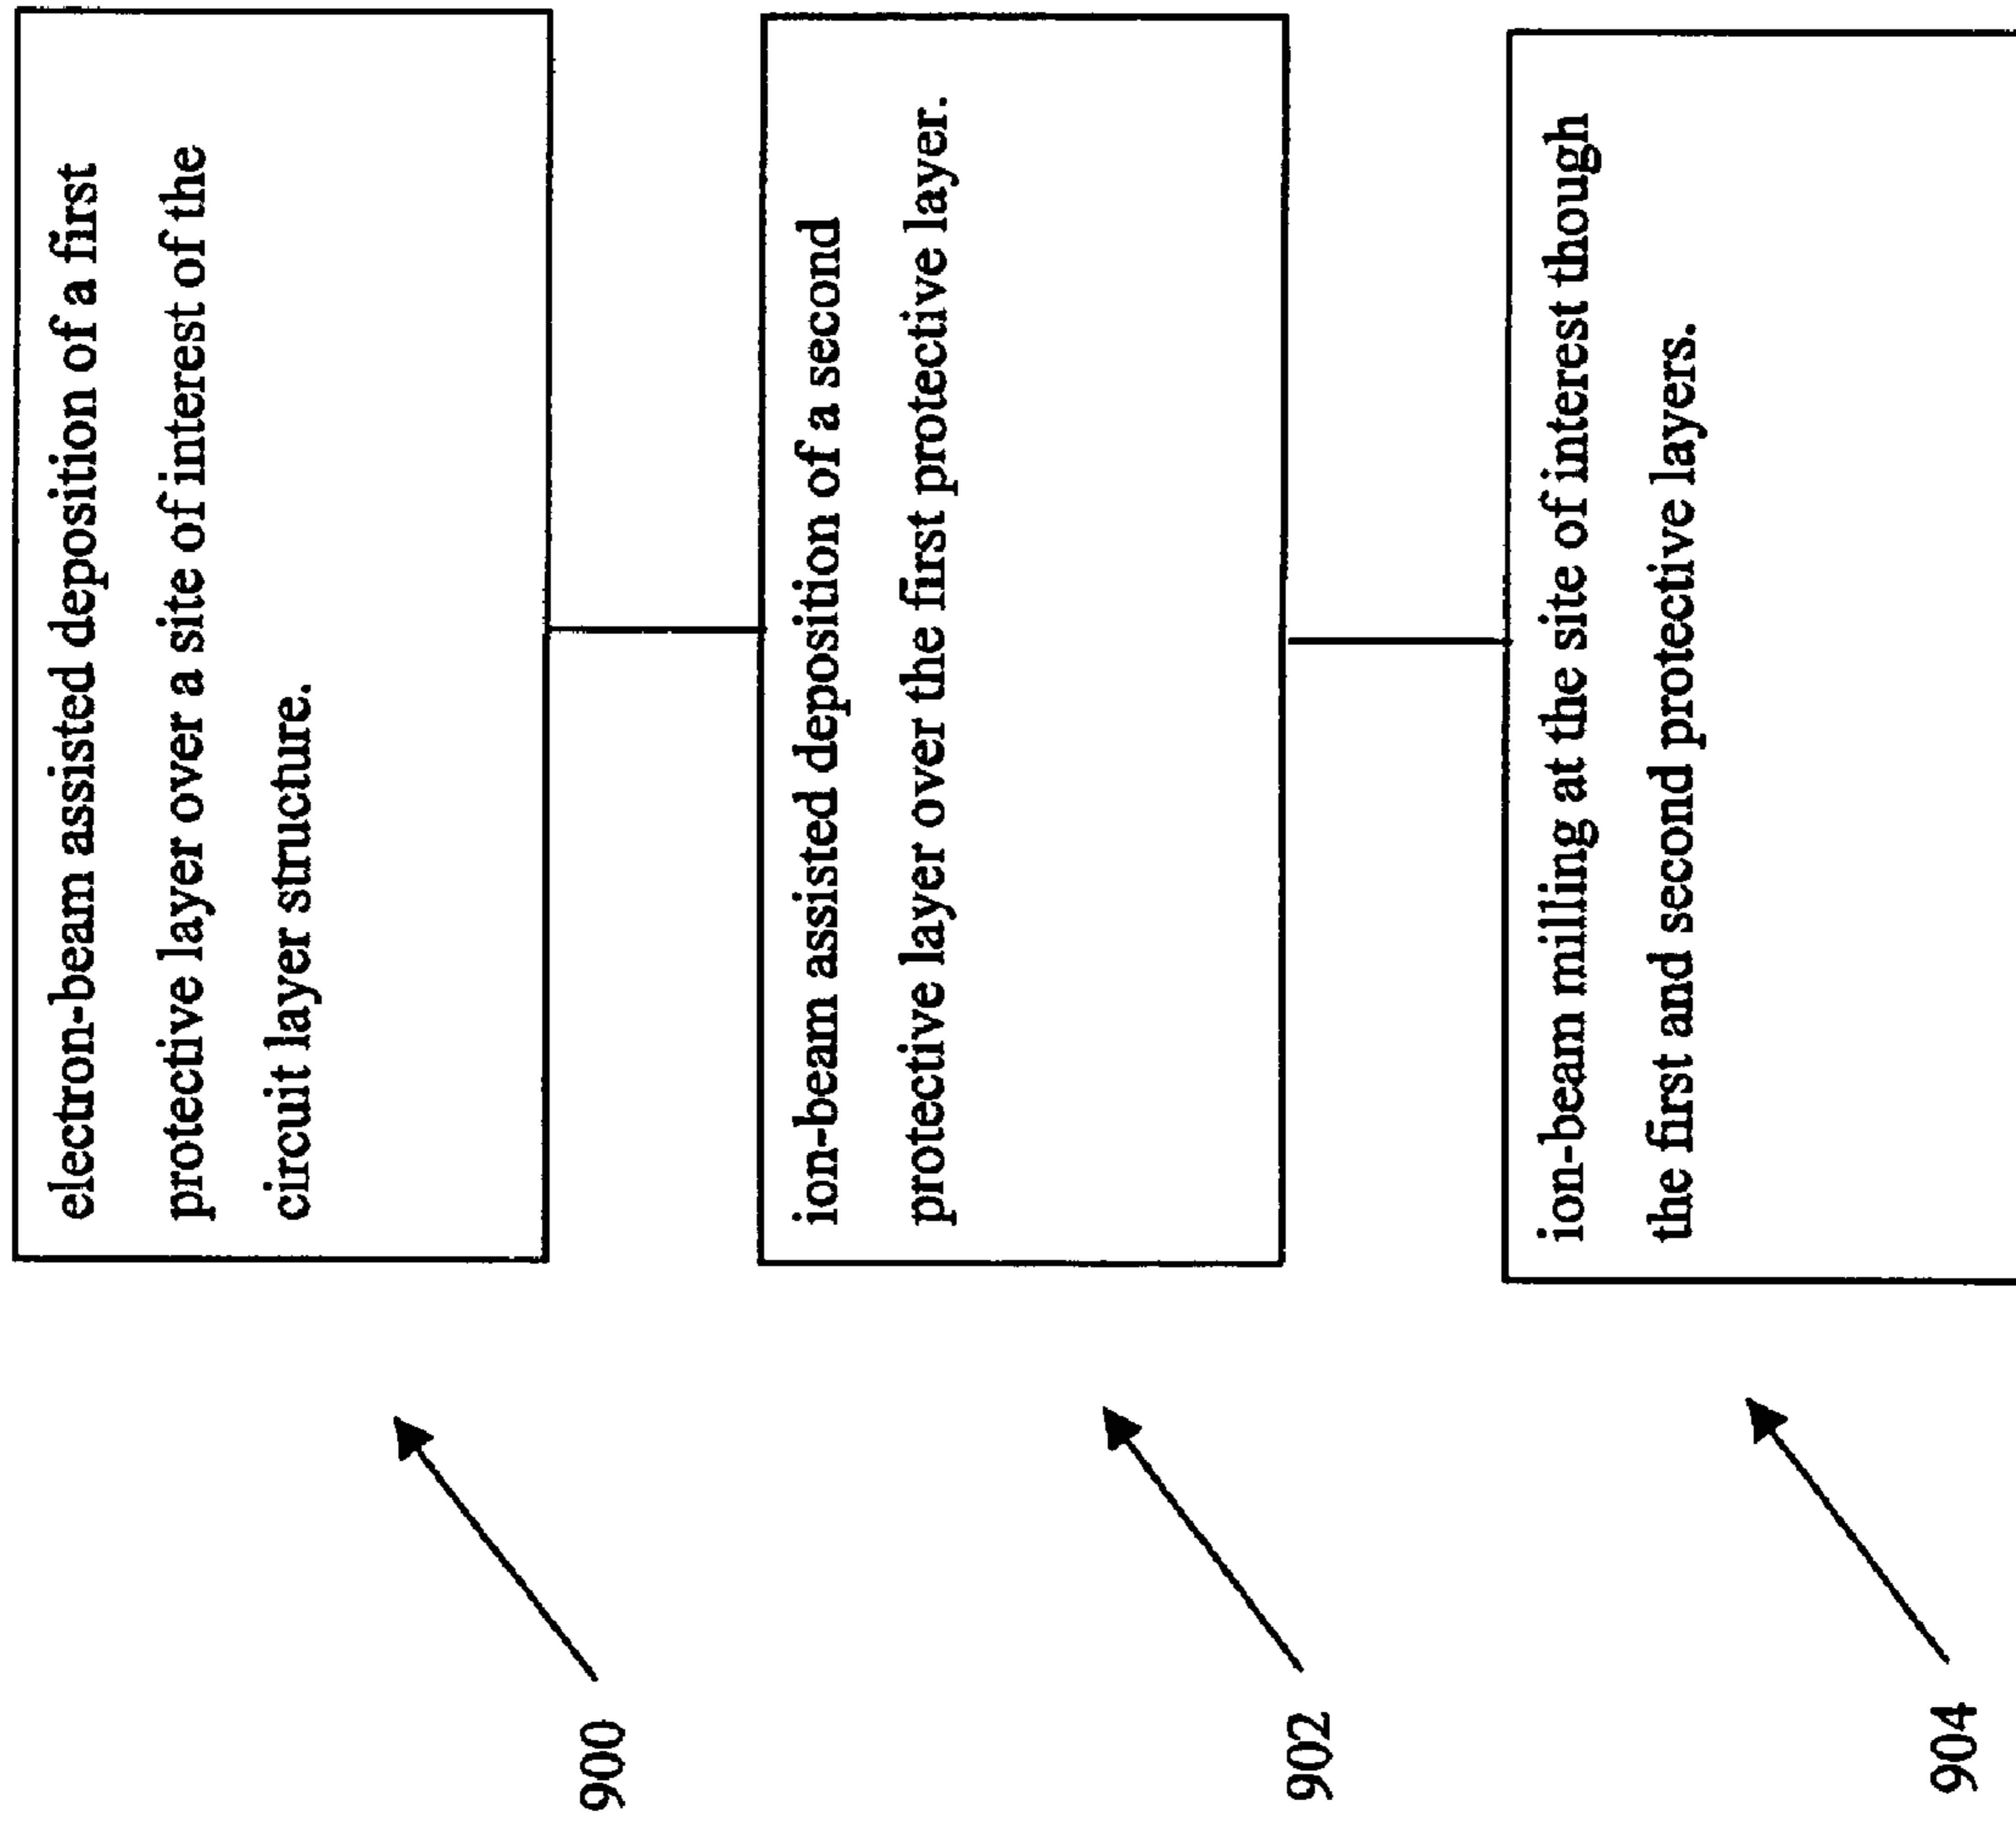 electron-beam assisted deposition of a first
protective layer over a site of interest of the
circuit layer structure.
900
ion-beam assisted deposition of a second
protective layer over the first protective layer.
902
ion-beam milling at the site of interest though
the first and second protective layers.
904